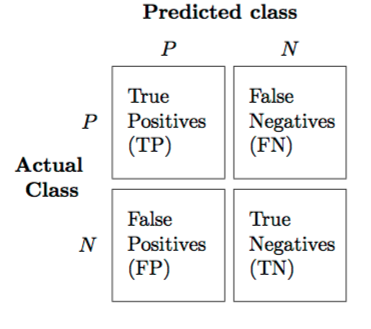 Predicted class
P N
P
True
Positives
(TP)
False
Negatives
(FN)
Actual
Class
N
False
Positives
(FP)
True
Negatives
(TN)